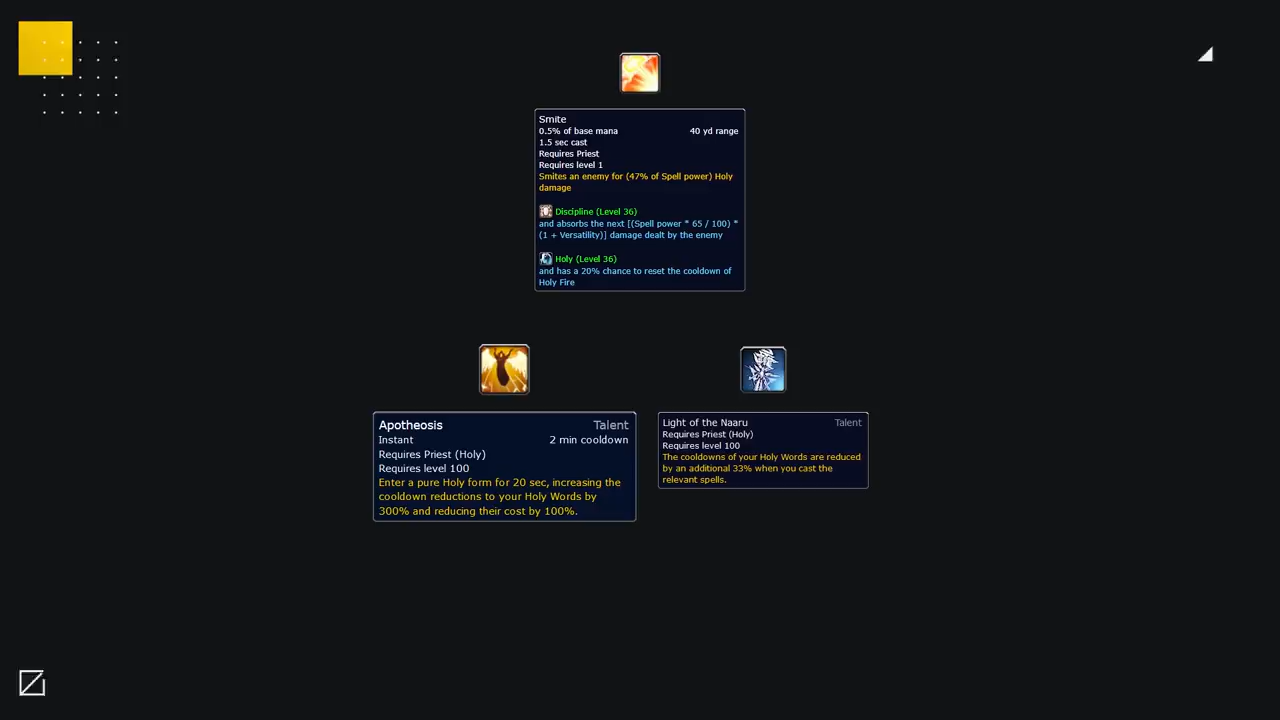 Smite
0.5% of base mana 40 yd range
1.5 sec cast
Requires Priest
Requires level 1
Smites an enemy for (47% of Spell power) Holy
damage
Discipline (Level 36)
and absorbs the next [(Spell power * 65 / 100) *
(1 + Versatility)] damage dealt by the enemy
Holy (Level 36)
and has a 20% chance to reset the cooldown of
Holy Fire
Apotheosis Talent
Instant 2 min cooldown
Requires Priest (Holy)
Requires level 100
Enter a pure Holy form for 20 sec, increasing the
cooldown reductions to your Holy Words by
300% and reducing their cost by 100%.
Light of the Naaru Talent
Requires Priest (Holy)
Requires level 100
The cooldowns of your Holy Words are reduced
by an additional 33% when you cast the
relevant spells.